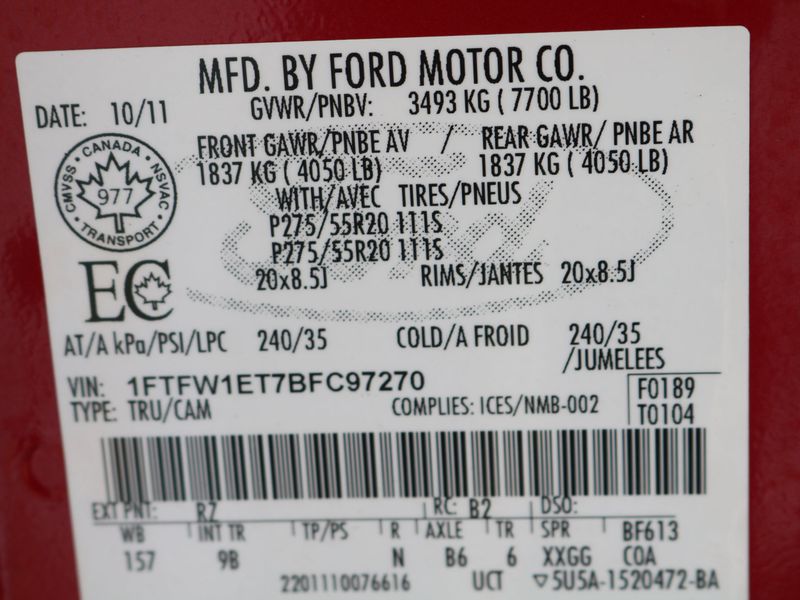 MFD. BY FORD MOTOR CO.
DATE: 10/11
GVWR/PNBV: 3493 KG ( 7700 LB)
FRONT GAWR/PNBE AV / REAR GAWR/ PNBE AR
1837 KG ( 4050 LB) 1837 KG ( 4050 LB)
WITH/AVEC TIRES/PNEUS
P275/55R20 111S
P275/55R20 111S
20x8.5J RIMS/JANTES 20x8.5J
CANADA
CMVSS 977 NSVAC
TRANSPORT
EC
AT/A kPa/PSI/LPC 240/35 COLD/A FROID 240/35
/JUMELEES
VIN: 1FTFW1ET7BFC97270
F0189
TYPE: TRU/CAM COMPLIES: ICES/NMB-002
T0104
EXT PNT: RZ RC: B2 DSO:
WB INT TR TP/PS R AXLE TR SPR BF613
157 9B N B6 6 XXGG COA
2201110076616 UCT ▽5U5A-1520472-BA